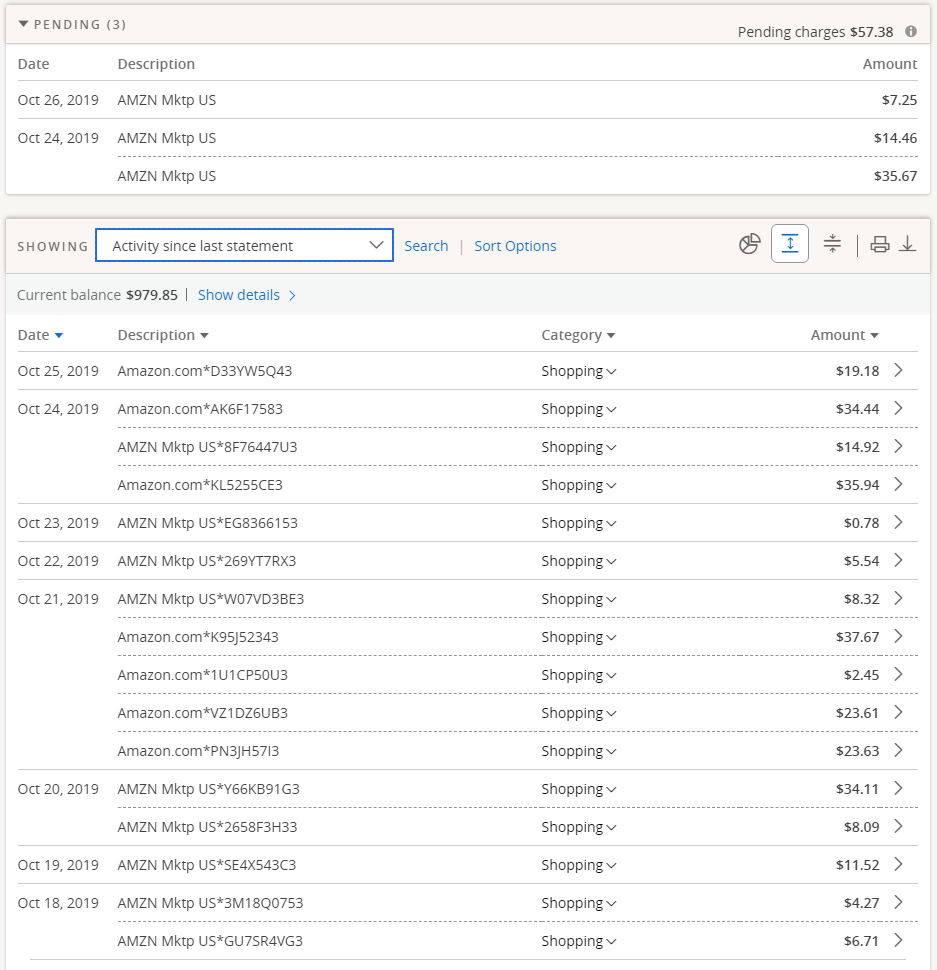 PENDING (3)
Pending charges $57.38
Date Description Amount
Oct 26, 2019 AMZN Mktp US $7.25
Oct 24, 2019 AMZN Mktp US $14.46
AMZN Mktp US $35.67
SHOWING Activity since last statement Search | Sort Options
Current balance $979.85 | Show details
Date Description Category Amount
Oct 25, 2019 Amazon.com*D33YW5Q43 Shopping $19.18
Oct 24, 2019 Amazon.com*AK6F17583 Shopping $34.44
AMZN Mktp US*8F76447U3 Shopping $14.92
Amazon.com*KL5255CE3 Shopping $35.94
Oct 23, 2019 AMZN Mktp US*EG8366153 Shopping $0.78
Oct 22, 2019 AMZN Mktp US*269YT7RX3 Shopping $5.54
Oct 21, 2019 AMZN Mktp US*W07VD3BE3 Shopping $8.32
Amazon.com*K95J52343 Shopping $37.67
Amazon.com*1U1CP50U3 Shopping $2.45
Amazon.com*VZ1DZ6UB3 Shopping $23.61
Amazon.com*PN3JH57I3 Shopping $23.63
Oct 20, 2019 AMZN Mktp US*Y66KB91G3 Shopping $34.11
AMZN Mktp US*2658F3H33 Shopping $8.09
Oct 19, 2019 AMZN Mktp US*SE4X543C3 Shopping $11.52
Oct 18, 2019 AMZN Mktp US*3M18Q0753 Shopping $4.27
AMZN Mktp US*GU7SR4VG3 Shopping $6.71